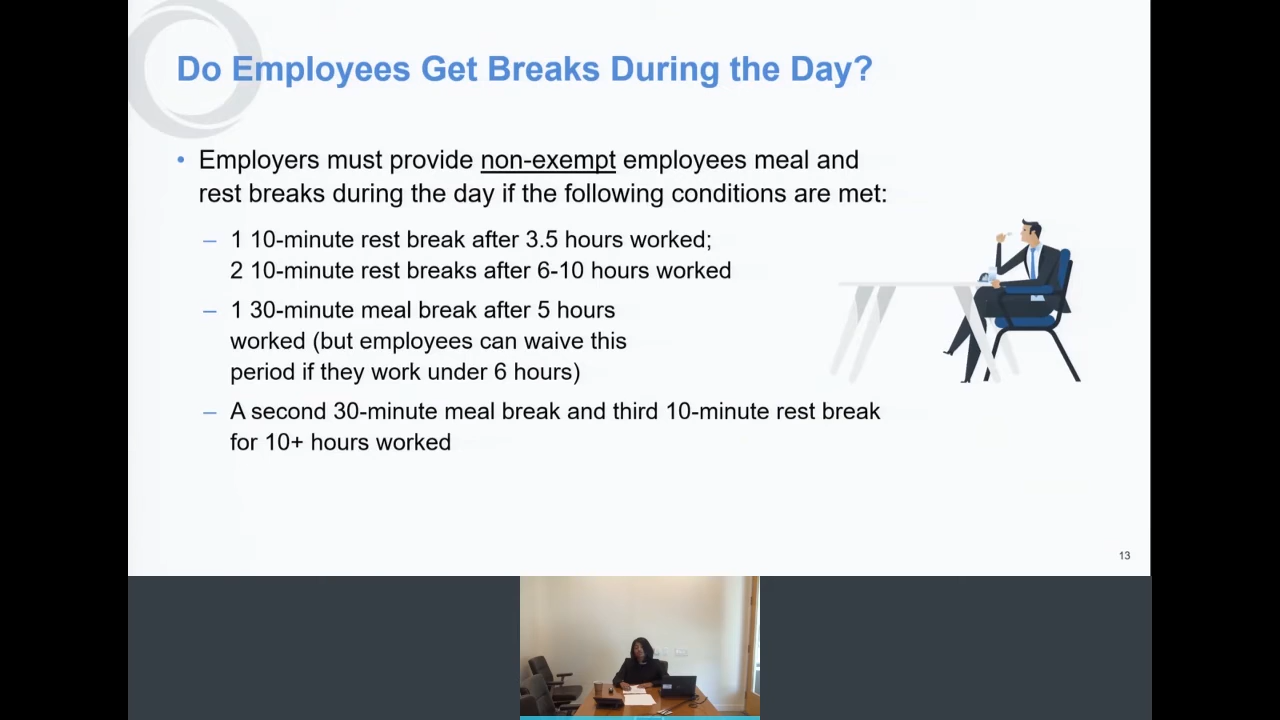 Do Employees Get Breaks During the Day?
• Employers must provide non-exempt employees meal and
rest breaks during the day if the following conditions are met:
– 1 10-minute rest break after 3.5 hours worked;
2 10-minute rest breaks after 6-10 hours worked
– 1 30-minute meal break after 5 hours
worked (but employees can waive this
period if they work under 6 hours)
– A second 30-minute meal break and third 10-minute rest break
for 10+ hours worked
13